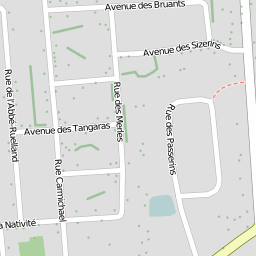 Avenue des Bruants
Avenue des Sizerins
Rue de l'Abbé-Ruelland
Rue des Merles
Rue des Passerins
Avenue des Tangaras
Rue Carmichael
a Nativité